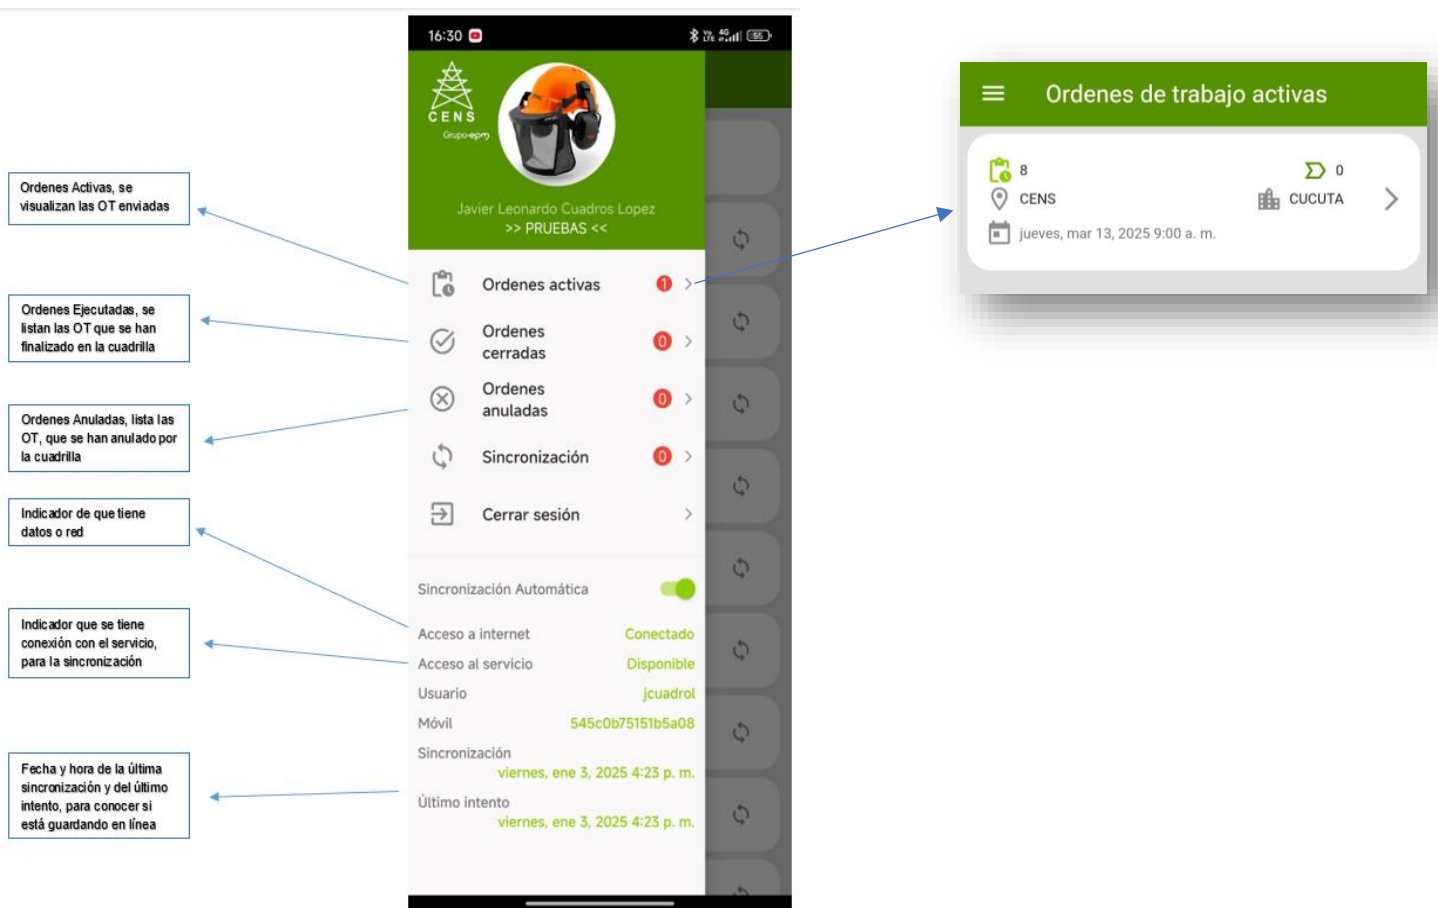 Ordenes Activas, se
visualizan las OT enviadas
Ordenes Ejecutadas, se
listan las OT que se han
finalizado en la cuadrilla
Ordenes Anuladas, lista las
OT, que se han anulado por
la cuadrilla
Indicador de que tiene
datos o red
Indicador que se tiene
conexión con el servicio,
para la sincronización
Fecha y hora de la última
sincronización y del último
intento, para conocer si
está guardando en línea
16:30
Vo LTE 4G 55
CENS
Grupo·epm
Javier Leonardo Cuadros Lopez
>> PRUEBAS <<
Ordenes activas 1
Ordenes
cerradas 0
Ordenes
anuladas 0
Sincronización 0
Cerrar sesión
Sincronización Automática
Acceso a internet Conectado
Acceso al servicio Disponible
Usuario jcuadrol
Móvil 545c0b75151b5a08
Sincronización
viernes, ene 3, 2025 4:23 p. m.
Último intento
viernes, ene 3, 2025 4:23 p. m.
Ordenes de trabajo activas
8 0
CENS CUCUTA
jueves, mar 13, 2025 9:00 a. m.